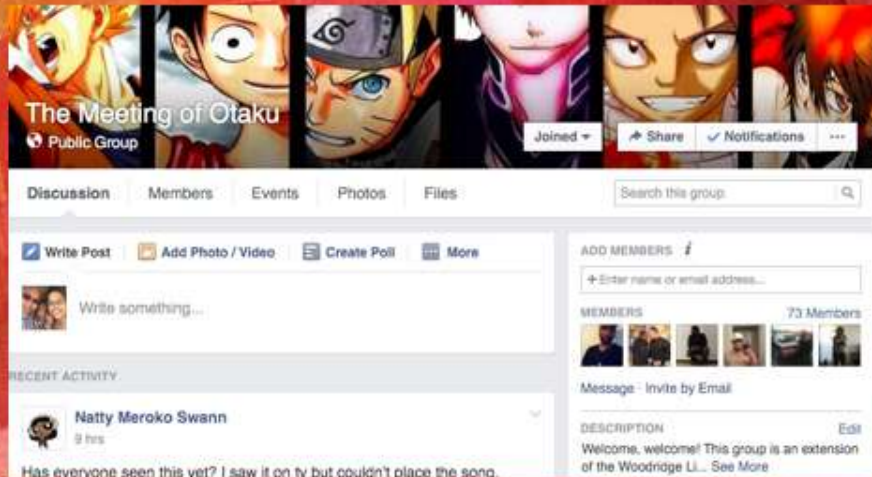 The Meeting of Otaku
Public Group
Joined
Share
Notifications
Discussion
Members
Events
Photos
Files
Search this group
Write Post
Add Photo / Video
Create Poll
More
Write something...
RECENT ACTIVITY
Natty Meroko Swann
9 hrs
Has everyone seen this yet? I saw it on tv but couldn't place the song.
ADD MEMBERS i
+ Enter name or email address...
MEMBERS 73 Members
Message · Invite by Email
DESCRIPTION Edit
Welcome, welcome! This group is an extension
of the Woodridge Li... See More